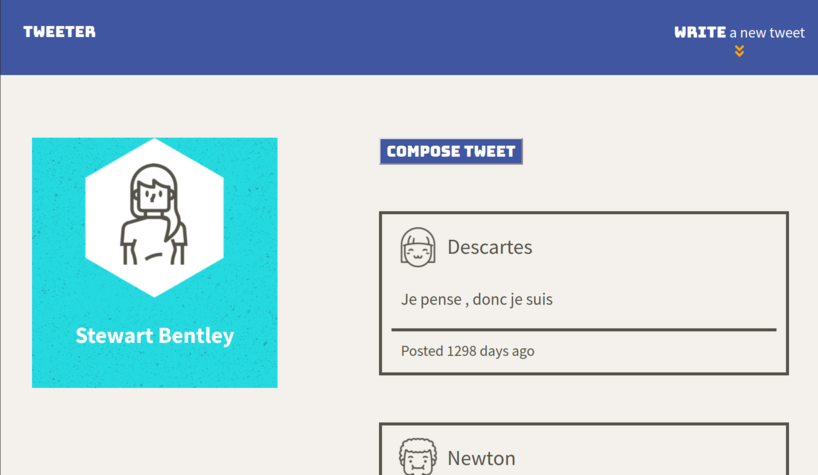 TWEETER
WRITE a new tweet
Stewart Bentley
COMPOSE TWEET
Descartes
Je pense , donc je suis
Posted 1298 days ago
Newton